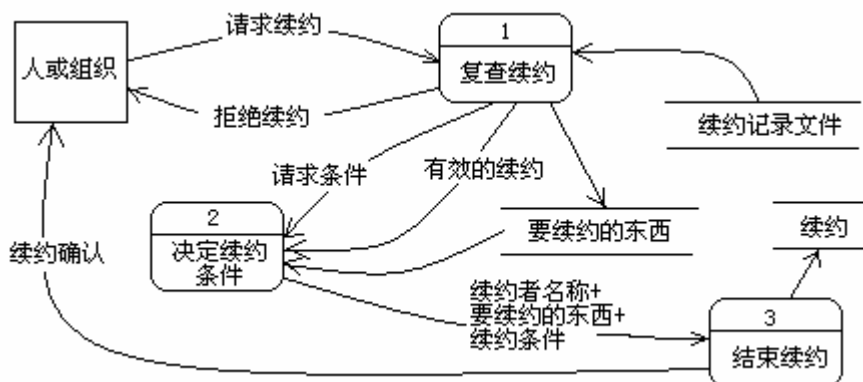 请求续约
1
人或组织
复查续约
拒绝续约
续约记录文件
请求条件
有效的续约
2
决定续约
条件
要续约的东西
续约
续约确认
续约者名称+
要续约的东西+
续约条件
3
结束续约